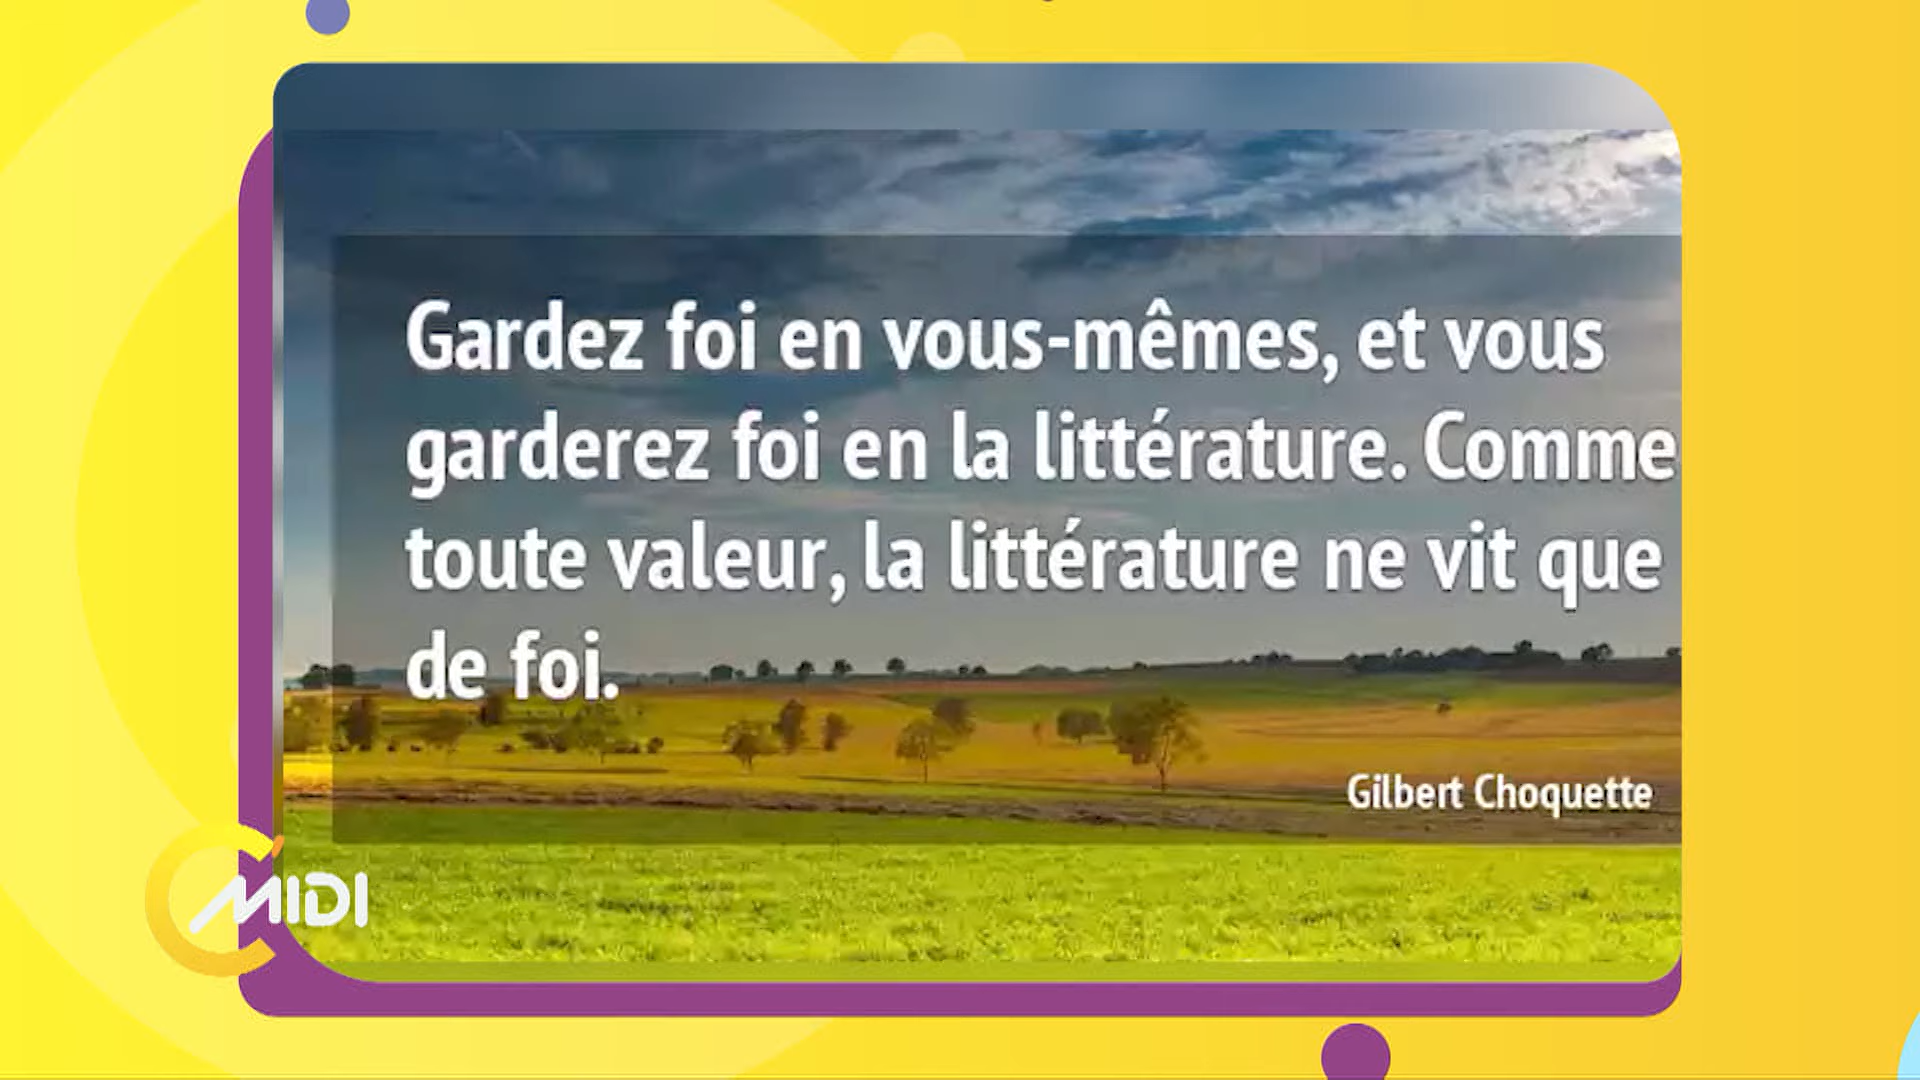 Gardez foi en vous-mêmes, et vous
garderez foi en la littérature. Comme
toute valeur, la littérature ne vit que
de foi.
Gilbert Choquette
C MIDI